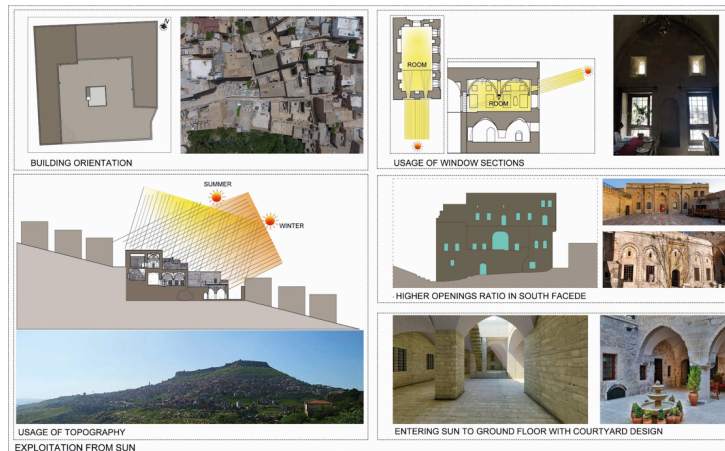 BUILDING ORIENTATION
ROOM
ROOM
USAGE OF WINDOW SECTIONS
SUMMER
WINTER
HIGHER OPENINGS RATIO IN SOUTH FACEDE
USAGE OF TOPOGRAPHY
ENTERING SUN TO GROUND FLOOR WITH COURTYARD DESIGN
EXPLOITATION FROM SUN